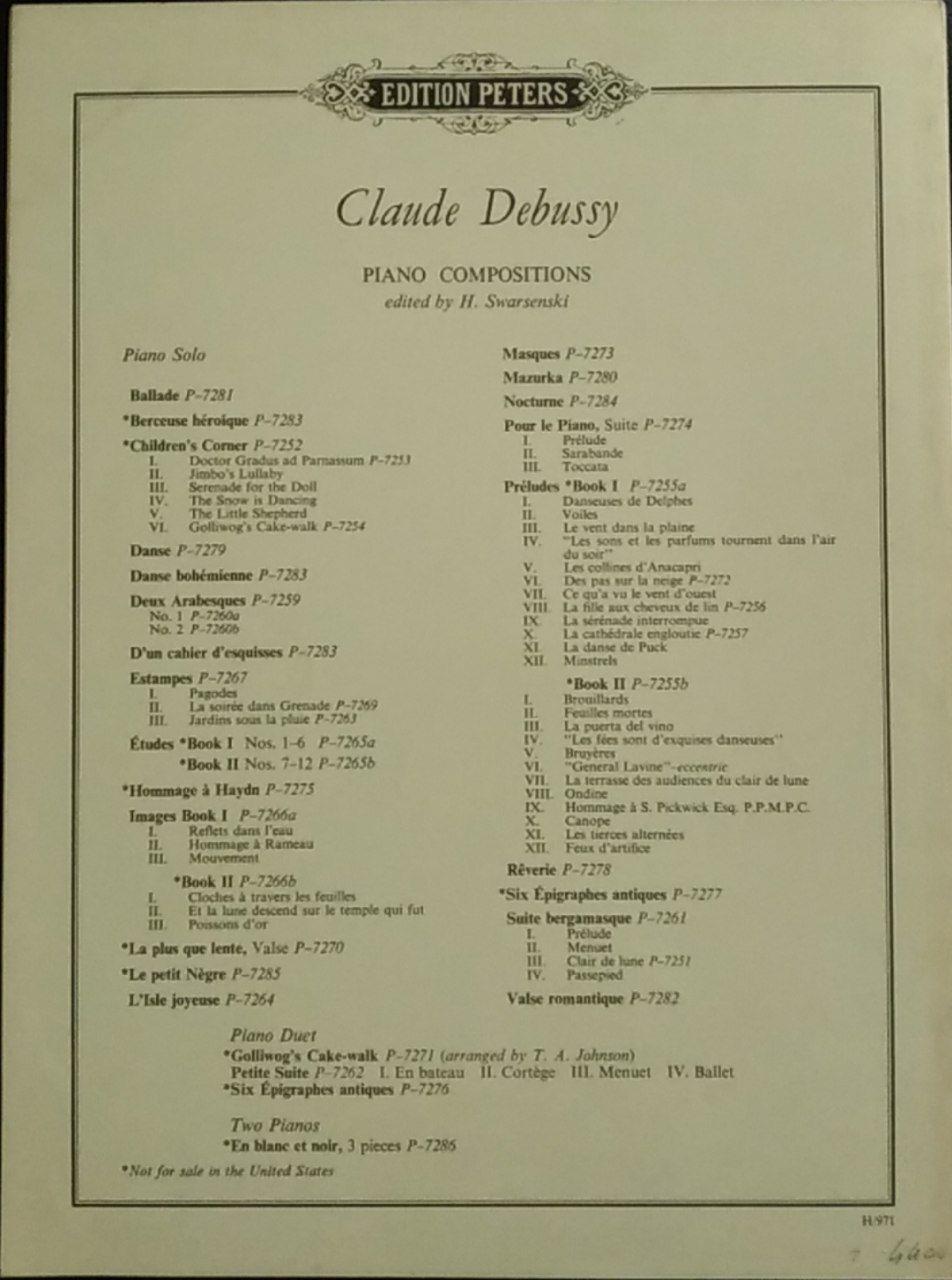 EDITION PETERS
Claude Debussy
PIANO COMPOSITIONS
edited by H. Swarsenski
Piano Solo
Ballade P–7281
*Berceuse héroïque P–7283
*Children's Corner P–7252
I. Doctor Gradus ad Parnassum P–7253
II. Jimbo's Lullaby
III. Serenade for the Doll
IV. The Snow is Dancing
V. The Little Shepherd
VI. Golliwog's Cake-walk P–7254
Danse P–7279
Danse bohémienne P–7283
Deux Arabesques P–7259
No. 1 P–7260a
No. 2 P–7260b
D'un cahier d'esquisses P–7283
Estampes P–7267
I. Pagodes
II. La soirée dans Grenade P–7269
III. Jardins sous la pluie P–7263
Études *Book I Nos. 1–6 P–7265a
*Book II Nos. 7–12 P–7265b
*Hommage à Haydn P–7275
Images Book I P–7266a
I. Reflets dans l'eau
II. Hommage à Rameau
III. Mouvement
*Book II P–7266b
I. Cloches à travers les feuilles
II. Et la lune descend sur le temple qui fut
III. Poissons d'or
*La plus que lente, Valse P–7270
*Le petit Nègre P–7285
L'Isle joyeuse P–7264
Masques P–7273
Mazurka P–7280
Nocturne P–7284
Pour le Piano, Suite P–7274
I. Prélude
II. Sarabande
III. Toccata
Préludes *Book I P–7255a
I. Danseuses de Delphes
II. Voiles
III. Le vent dans la plaine
IV. "Les sons et les parfums tournent dans l'air
du soir"
V. Les collines d'Anacapri
VI. Des pas sur la neige P–7272
VII. Ce qu'a vu le vent d'ouest
VIII. La fille aux cheveux de lin P–7256
IX. La sérénade interrompue
X. La cathédrale engloutie P–7257
XI. La danse de Puck
XII. Minstrels
*Book II P–7255b
I. Brouillards
II. Feuilles mortes
III. La puerta del vino
IV. "Les fées sont d'exquises danseuses"
V. Bruyères
VI. "General Lavine"–eccentric
VII. La terrasse des audiences du clair de lune
VIII. Ondine
IX. Hommage à S. Pickwick Esq. P.P.M.P.C.
X. Canope
XI. Les tierces alternées
XII. Feux d'artifice
Rêverie P–7278
*Six Épigraphes antiques P–7277
Suite bergamasque P–7261
I. Prélude
II. Menuet
III. Clair de lune P–7251
IV. Passepied
Valse romantique P–7282
Piano Duet
*Golliwog's Cake-walk P–7271 (arranged by T. A. Johnson)
Petite Suite P–7262 I. En bateau II. Cortège III. Menuet IV. Ballet
*Six Épigraphes antiques P–7276
Two Pianos
*En blanc et noir, 3 pieces P–7286
*Not for sale in the United States
H/971